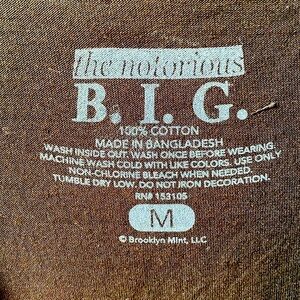 the notorious
B. I. G.
100% COTTON
MADE IN BANGLADESH
WASH INSIDE OUT. WASH ONCE BEFORE WEARING.
MACHINE WASH COLD WITH LIKE COLORS. USE ONLY
NON-CHLORINE BLEACH WHEN NEEDED.
TUMBLE DRY LOW. DO NOT IRON DECORATION.
RN# 153105
M
© Brooklyn Mint, LLC